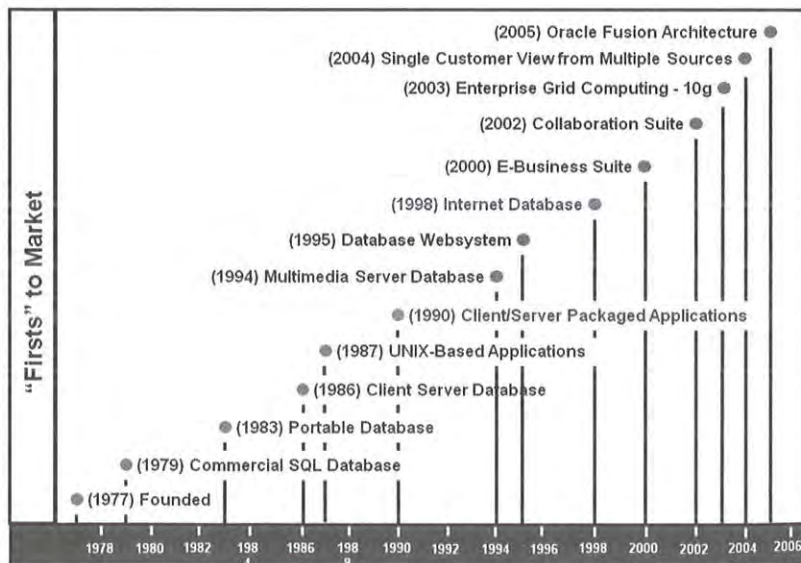 "Firsts" to Market
(2005) Oracle Fusion Architecture
(2004) Single Customer View from Multiple Sources
(2003) Enterprise Grid Computing - 10g
(2002) Collaboration Suite
(2000) E-Business Suite
(1998) Internet Database
(1995) Database Websystem
(1994) Multimedia Server Database
(1990) Client/Server Packaged Applications
(1987) UNIX-Based Applications
(1986) Client Server Database
(1983) Portable Database
(1979) Commercial SQL Database
(1977) Founded
1978 1980 1982 198 1986 198 1990 1992 1994 1996 1998 2000 2002 2004 2006